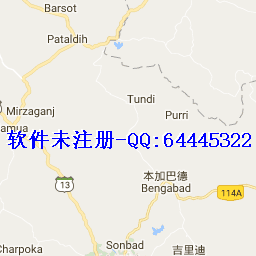 Barsot
Pataldih
Tundi
Purri
Mirzaganj
amua
软件未注册-QQ:64445322
13
本加巴德
Bengabad
114A
Charpoka
Sonbad
吉里迪